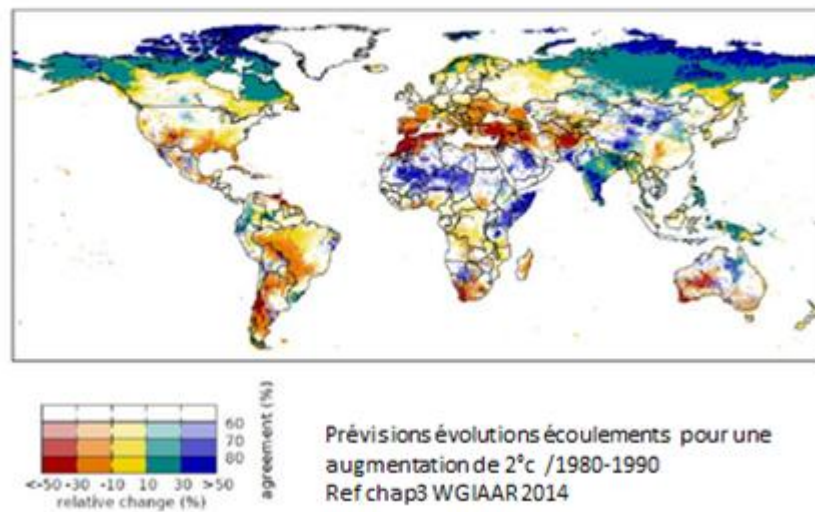 60
70
80
agreement (%)
<-50 -30 -10 10 30 >50
relative change (%)
Prévisions évolutions écoulements pour une
augmentation de 2°c /1980-1990
Ref chap3 WGIAAR 2014